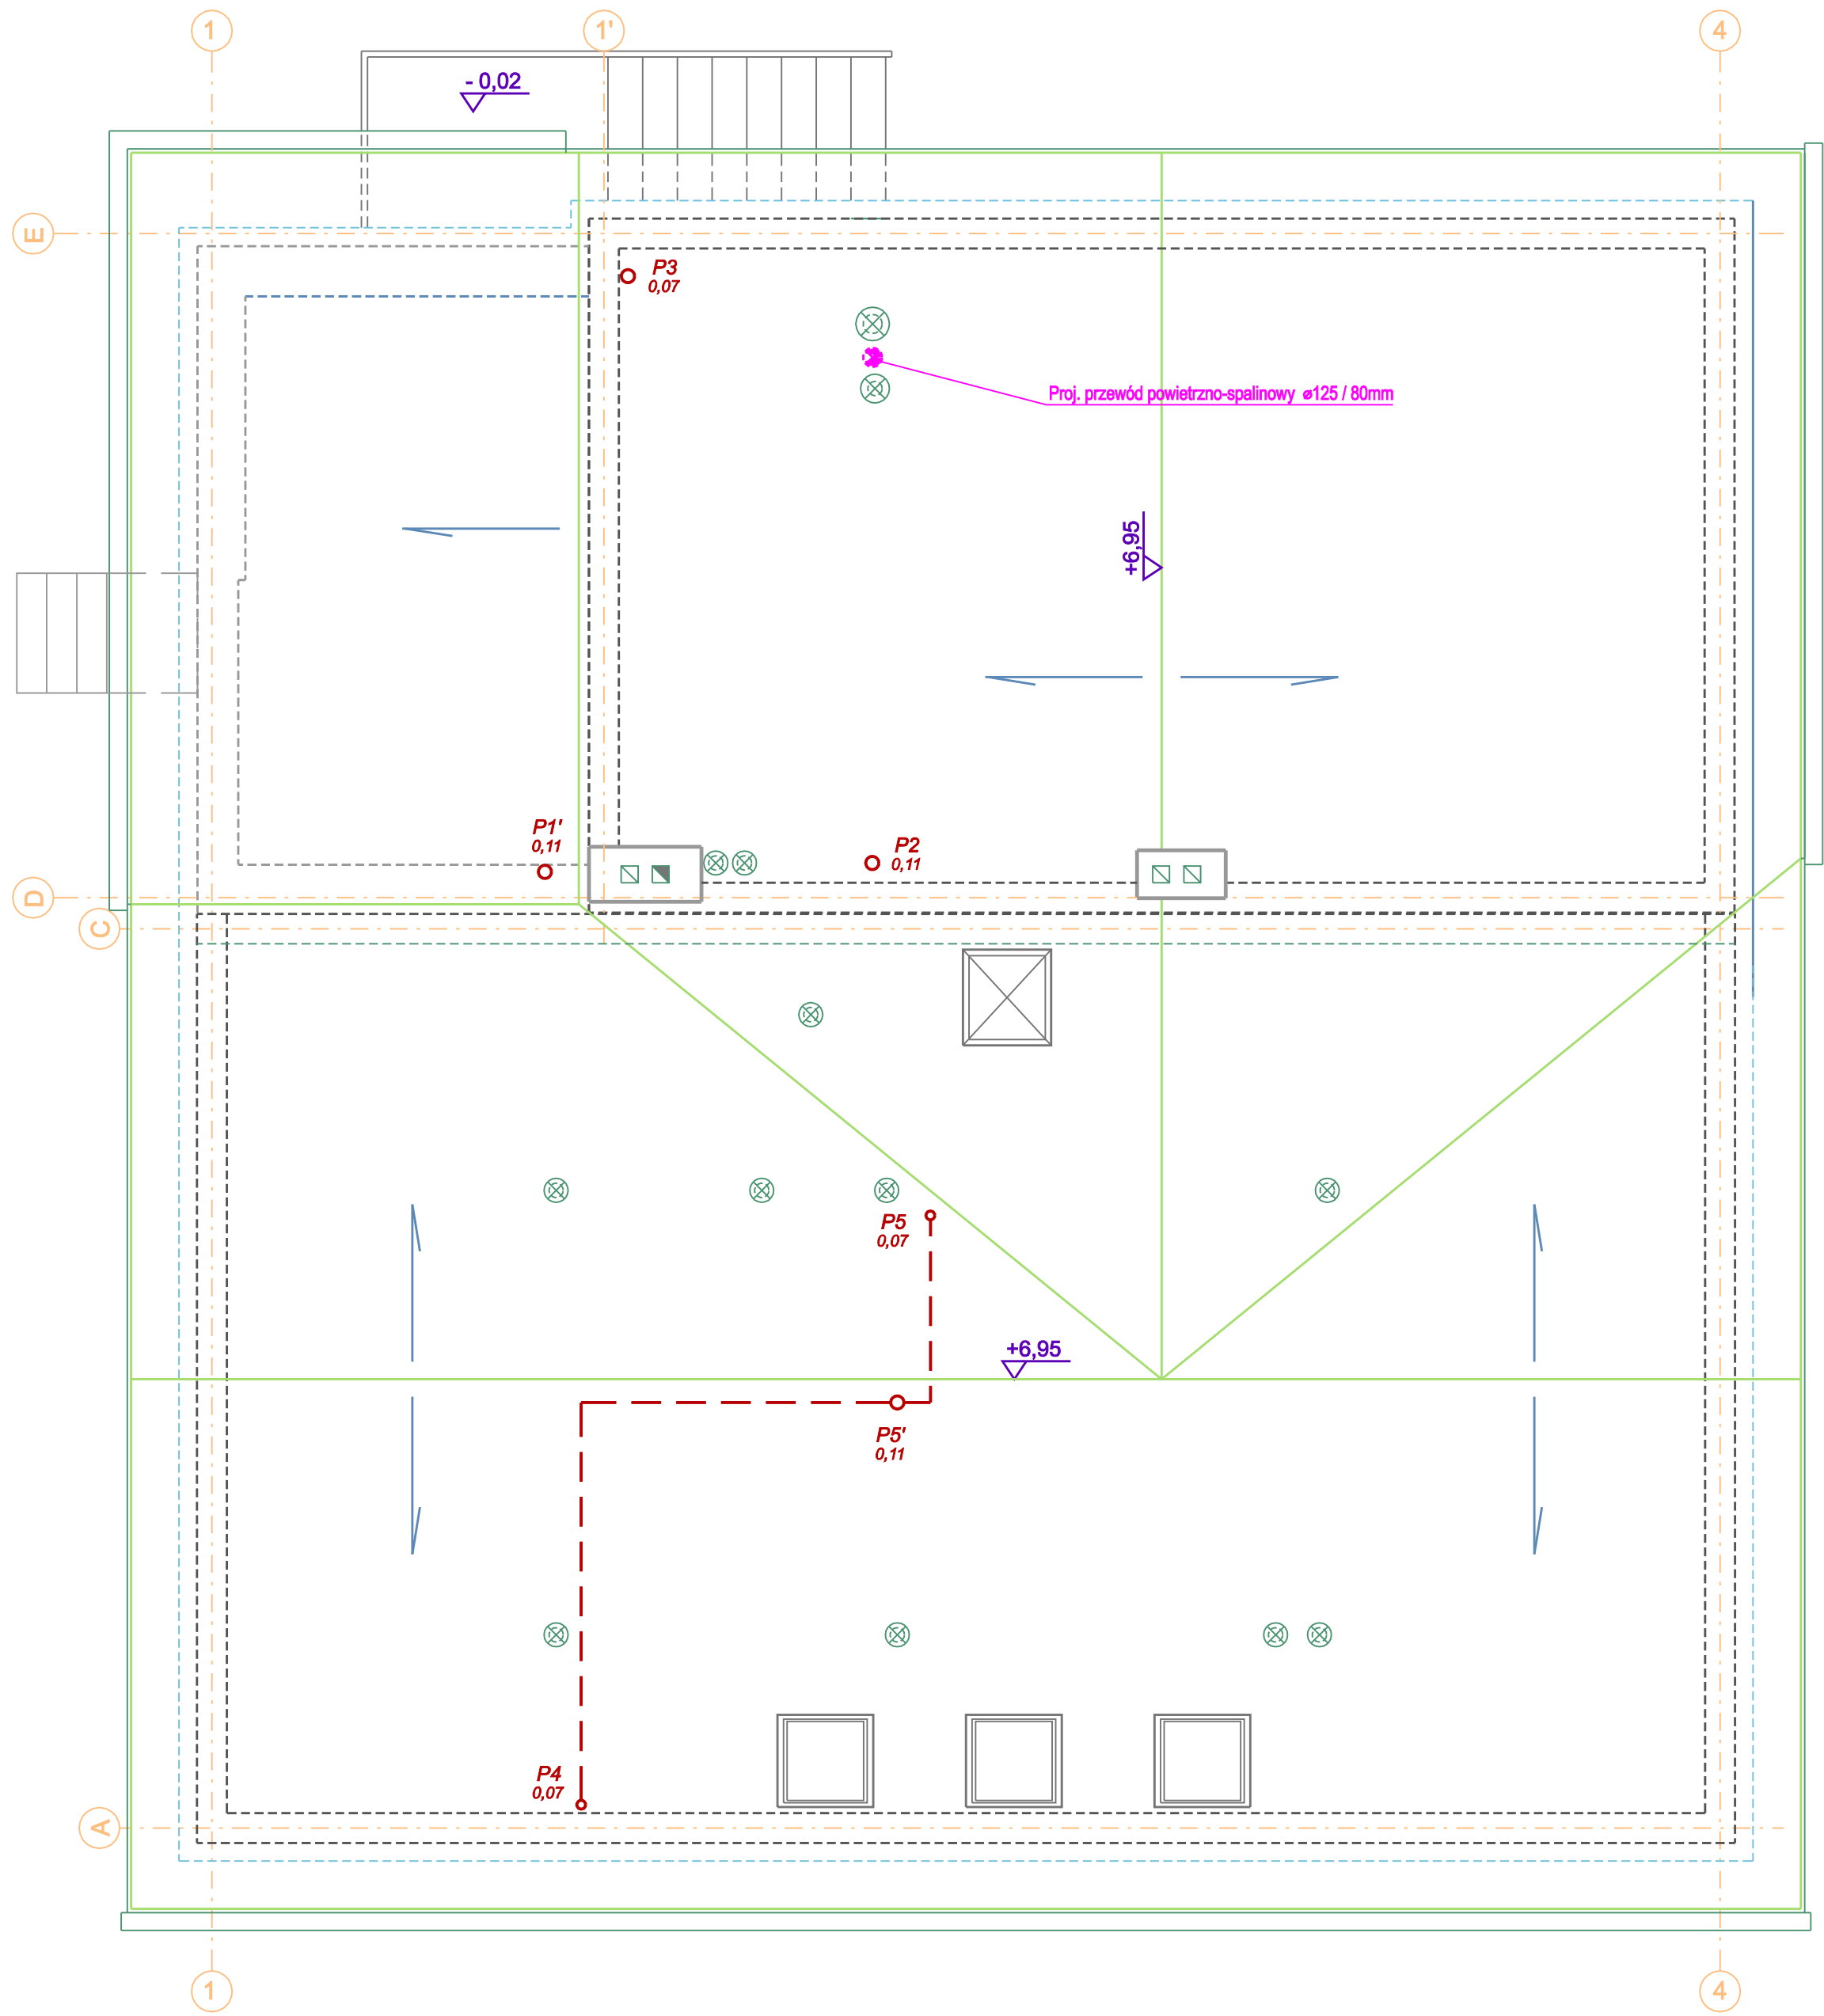 1
1'
4
- 0,02
E
P3
0,07
Proj. przewód powietrzno-spalinowy ø125 / 80mm
+6,95
P1'
0,11
P2
0,11
D
C
P5
0,07
+6,95
P5'
0,11
P4
0,07
A
1
4